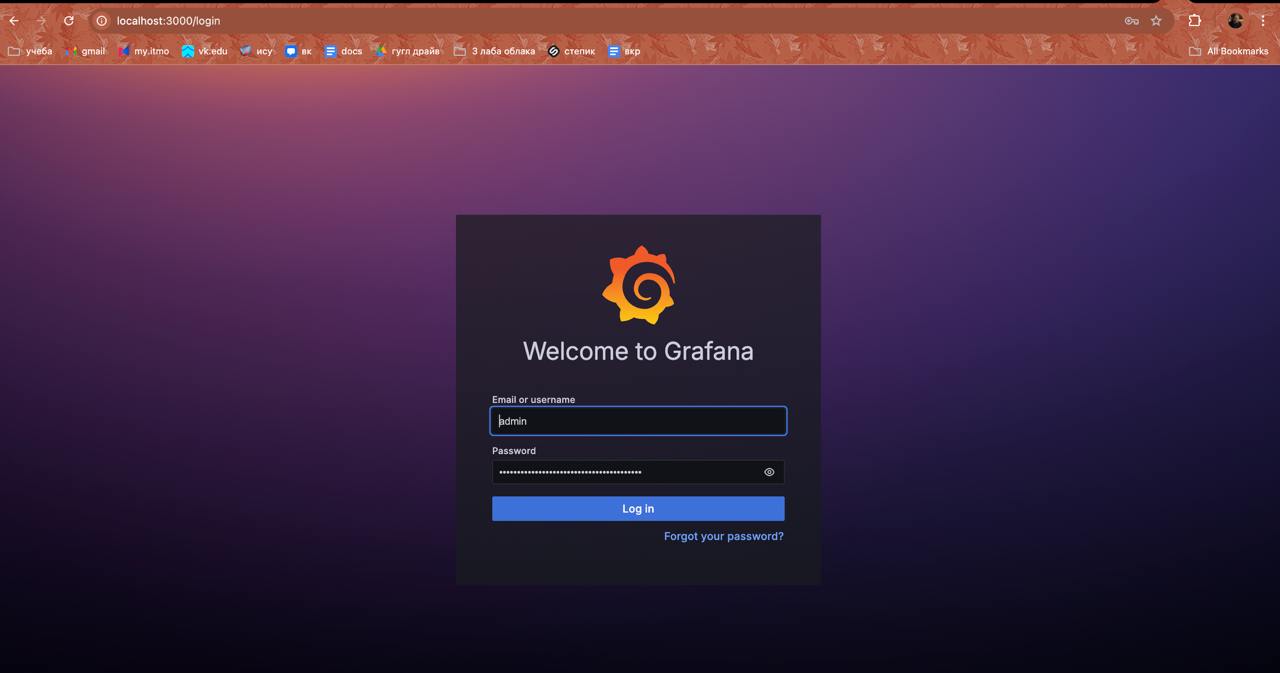 localhost:3000/login
учеба gmail my.itmo vk.edu ису вк docs гугл драйв 3 лаба облака степик вкр All Bookmarks
Welcome to Grafana
Email or username
admin
Password
••••••••••••••••••••••••••••••••••••••••
Log in
Forgot your password?